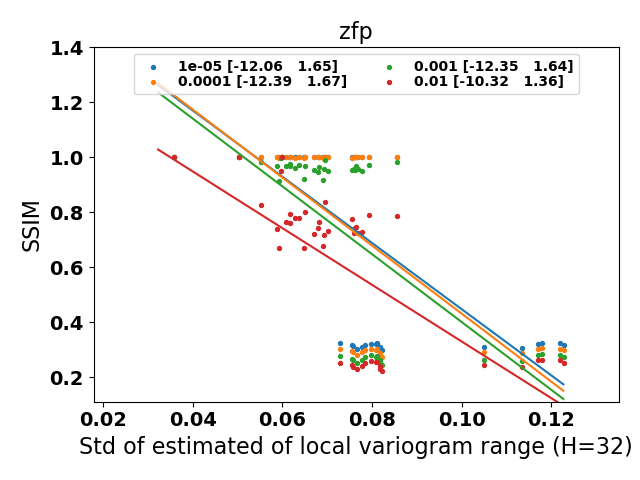 zfp
1e-05 [-12.06   1.65]
0.0001 [-12.39   1.67]
0.001 [-12.35   1.64]
0.01 [-10.32   1.36]
SSIM
1.4
1.2
1.0
0.8
0.6
0.4
0.2
0.02 0.04 0.06 0.08 0.10 0.12
Std of estimated of local variogram range (H=32)